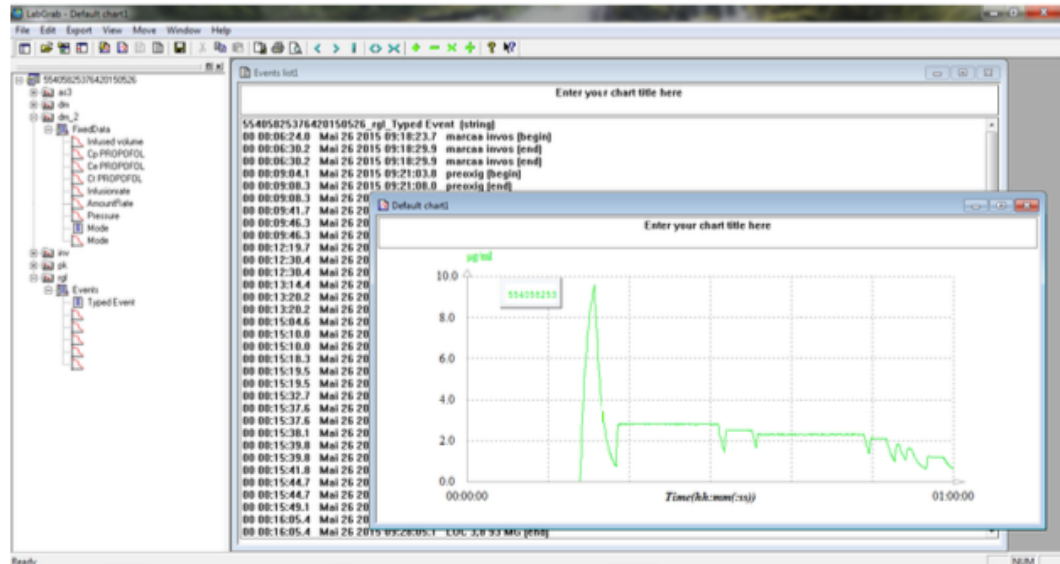 LabGrab - Default chart1
File Edit Export View Move Window Help
55405825376420150526
ac3
dm
dm_2
FixedData
Infused volume
Cp PROPOFOL
Ce PROPOFOL
Ct PROPOFOL
Infusionrate
AmountRate
Pressure
Mode
Mode
inv
pk
rgl
Events
Typed Event
Events list1
Enter your chart title here
55405825376420150526_rgl_Typed Event (string)
00 00:06:24.0 Mai 26 2015 09:18:23.7 marcaa invos (begin)
00 00:06:30.2 Mai 26 2015 09:18:29.9 marcaa invos (end)
00 00:06:30.2 Mai 26 2015 09:18:29.9 marcaa invos (end)
00 00:09:04.1 Mai 26 2015 09:21:03.8 preoxig (begin)
00 00:09:08.3 Mai 26 2015 09:21:08.0 preoxig (end)
00 00:09:08.3 Mai 26 20
00 00:09:41.7 Mai 26 20
00 00:09:46.3 Mai 26 20
00 00:09:46.3 Mai 26 20
00 00:12:19.7 Mai 26 20
00 00:12:30.4 Mai 26 20
00 00:12:30.4 Mai 26 20
00 00:13:14.4 Mai 26 20
00 00:13:20.2 Mai 26 20
00 00:13:20.2 Mai 26 20
00 00:15:04.6 Mai 26 20
00 00:15:10.0 Mai 26 20
00 00:15:10.0 Mai 26 20
00 00:15:18.3 Mai 26 20
00 00:15:19.5 Mai 26 20
00 00:15:19.5 Mai 26 20
00 00:15:32.7 Mai 26 20
00 00:15:37.6 Mai 26 20
00 00:15:37.6 Mai 26 20
00 00:15:38.1 Mai 26 20
00 00:15:39.8 Mai 26 20
00 00:15:39.8 Mai 26 20
00 00:15:41.8 Mai 26 20
00 00:15:44.7 Mai 26 20
00 00:15:44.7 Mai 26 20
00 00:15:49.1 Mai 26 20
00 00:16:05.4 Mai 26 20
00 00:16:05.4 Mai 26 2015 09:28:05.1 LOC 3,8 93 MG (end)
Default chart1
Enter your chart title here
µg/ml
554058253
10.0
8.0
6.0
4.0
2.0
0.0
00:00:00 Time(hh:mm(:ss)) 01:00:00
Ready
NUM